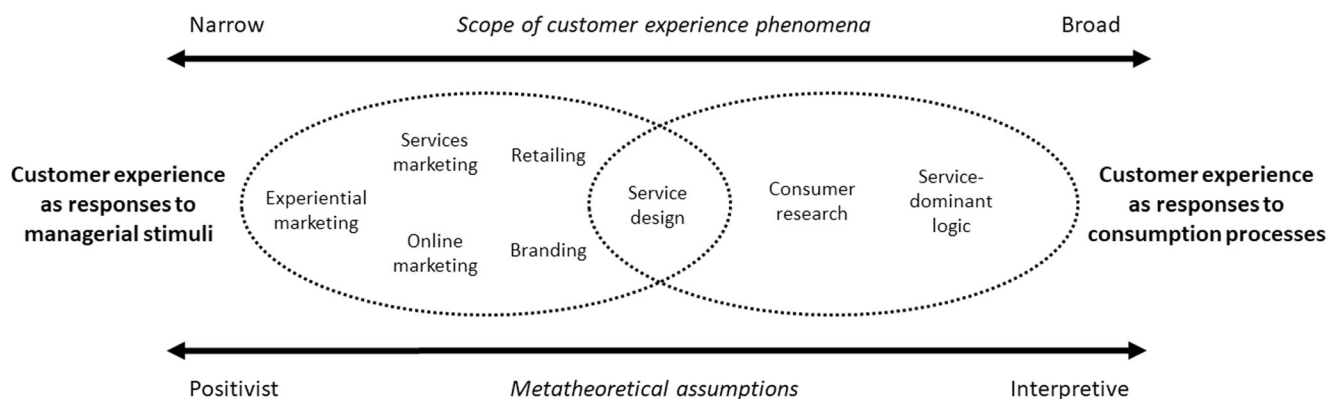 Narrow Scope of customer experience phenomena Broad
Customer experience
as responses to
managerial stimuli
Experiential
marketing
Services
marketing
Retailing
Online
marketing
Branding
Service
design
Consumer
research
Service-
dominant
logic
Customer experience
as responses to
consumption processes
Positivist Metatheoretical assumptions Interpretive